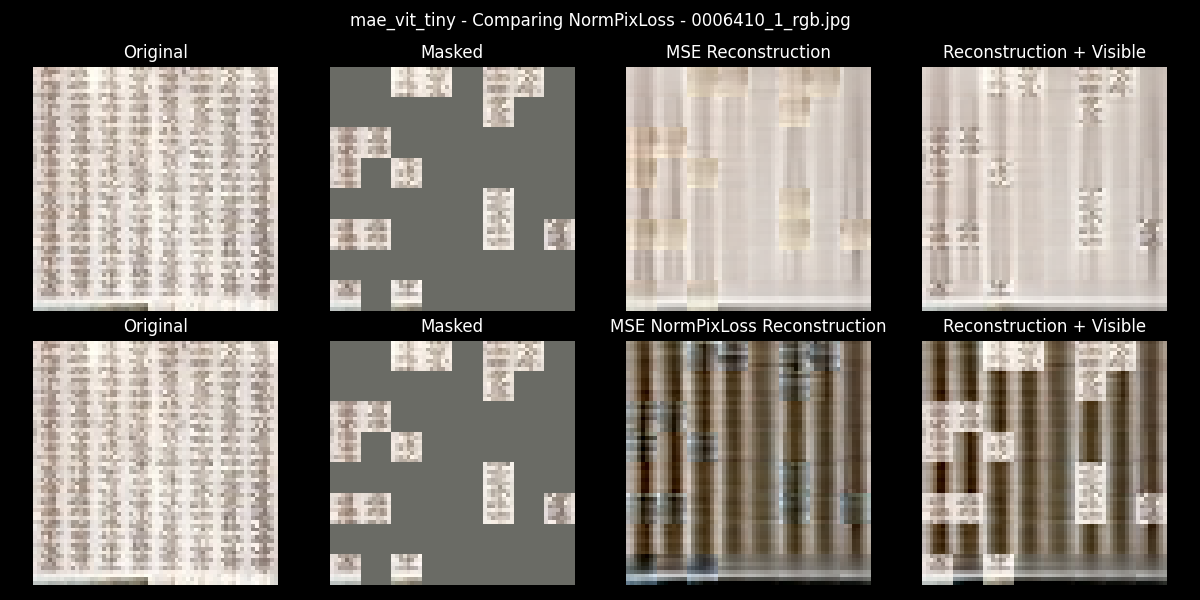 mae_vit_tiny - Comparing NormPixLoss - 0006410_1_rgb.jpg
Original
Masked
MSE Reconstruction
Reconstruction + Visible
Original
Masked
MSE NormPixLoss Reconstruction
Reconstruction + Visible